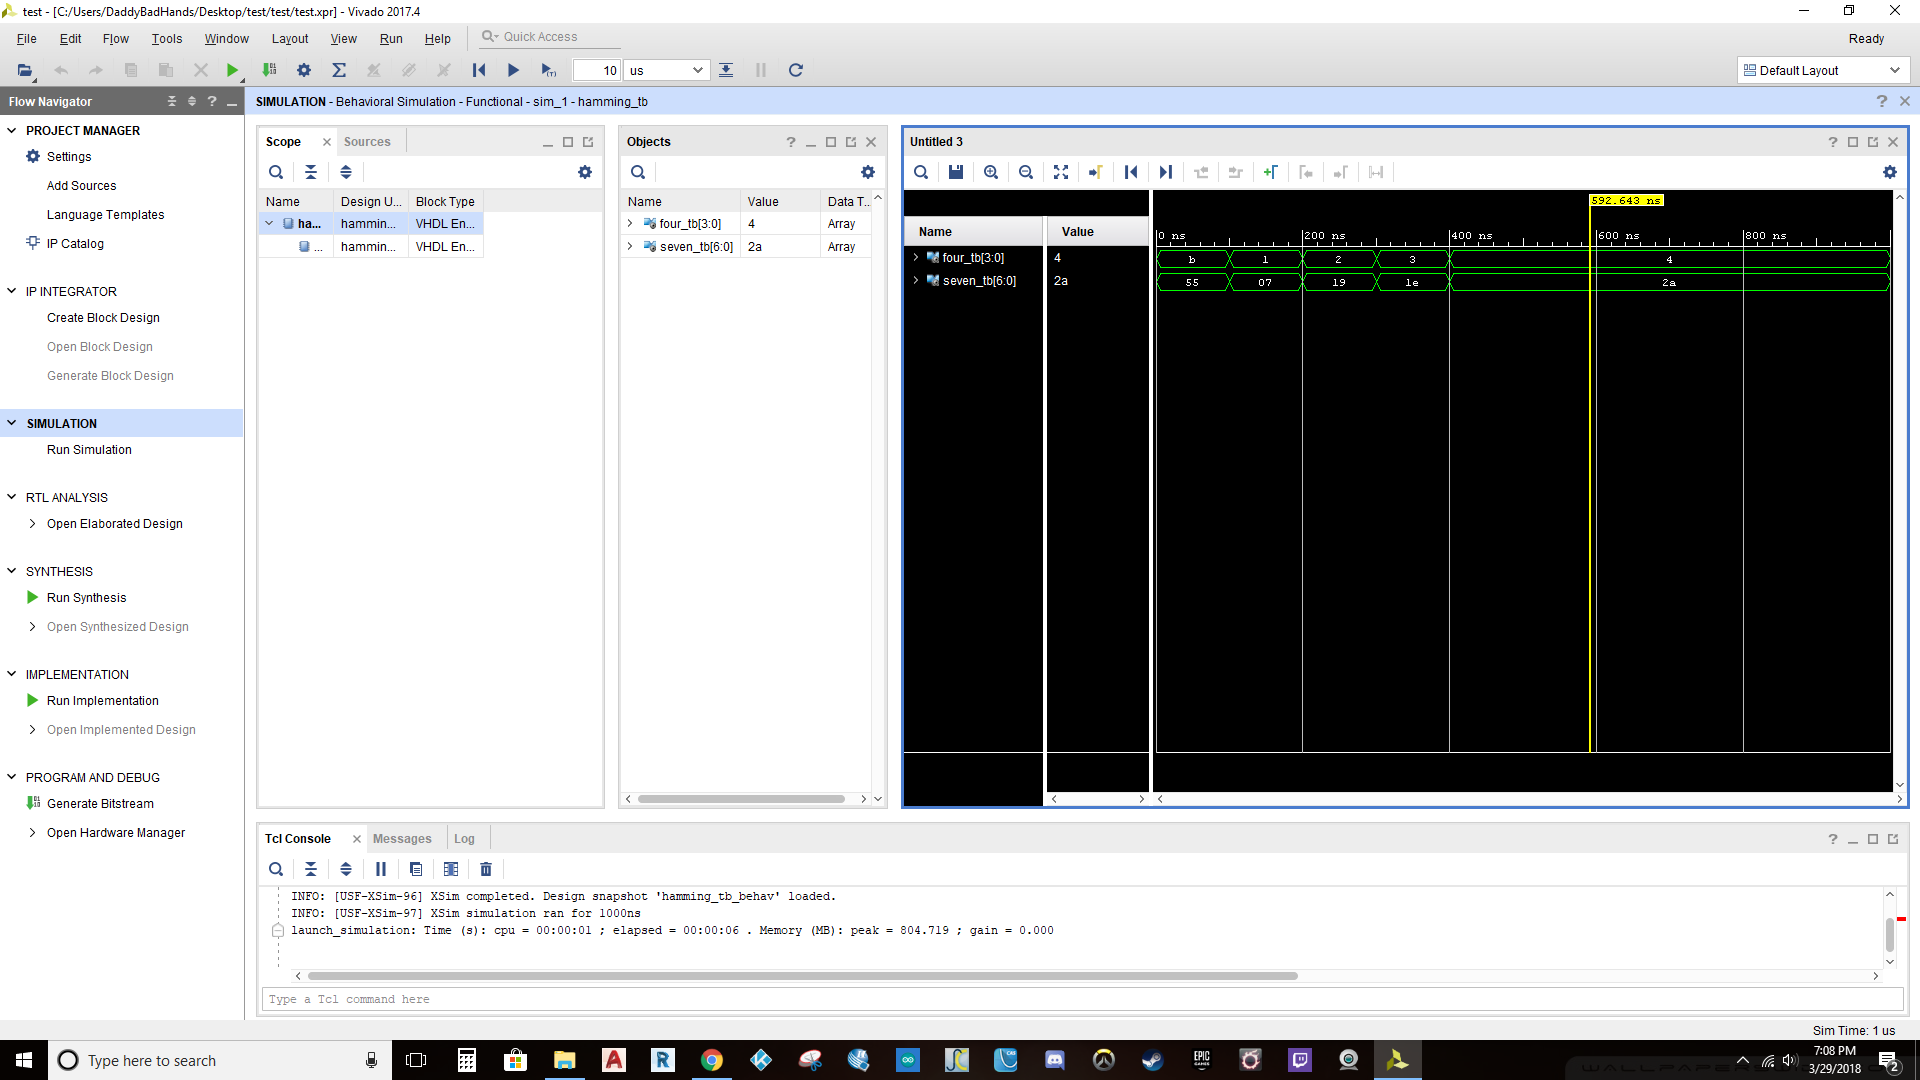 test - [C:/Users/DaddyBadHands/Desktop/test/test/test.xpr] - Vivado 2017.4
File Edit Flow Tools Window Layout View Run Help Quick Access Ready
10 us Default Layout
Flow Navigator
SIMULATION - Behavioral Simulation - Functional - sim_1 - hamming_tb
PROJECT MANAGER
Settings
Add Sources
Language Templates
IP Catalog
IP INTEGRATOR
Create Block Design
Open Block Design
Generate Block Design
SIMULATION
Run Simulation
RTL ANALYSIS
Open Elaborated Design
SYNTHESIS
Run Synthesis
Open Synthesized Design
IMPLEMENTATION
Run Implementation
Open Implemented Design
PROGRAM AND DEBUG
Generate Bitstream
Open Hardware Manager
Scope Sources
Name Design U... Block Type
ha... hammin... VHDL En...
... hammin... VHDL En...
Objects
Name Value Data T...
four_tb[3:0] 4 Array
seven_tb[6:0] 2a Array
Untitled 3
592.643 ns
Name Value
0 ns 200 ns 400 ns 600 ns 800 ns
four_tb[3:0] 4 b 1 2 3 4
seven_tb[6:0] 2a 55 07 19 1e 2a
Tcl Console Messages Log
INFO: [USF-XSim-96] XSim completed. Design snapshot 'hamming_tb_behav' loaded.
INFO: [USF-XSim-97] XSim simulation ran for 1000ns
launch_simulation: Time (s): cpu = 00:00:01 ; elapsed = 00:00:06 . Memory (MB): peak = 804.719 ; gain = 0.000
Type a Tcl command here
Sim Time: 1 us
Type here to search
7:08 PM
3/29/2018
2